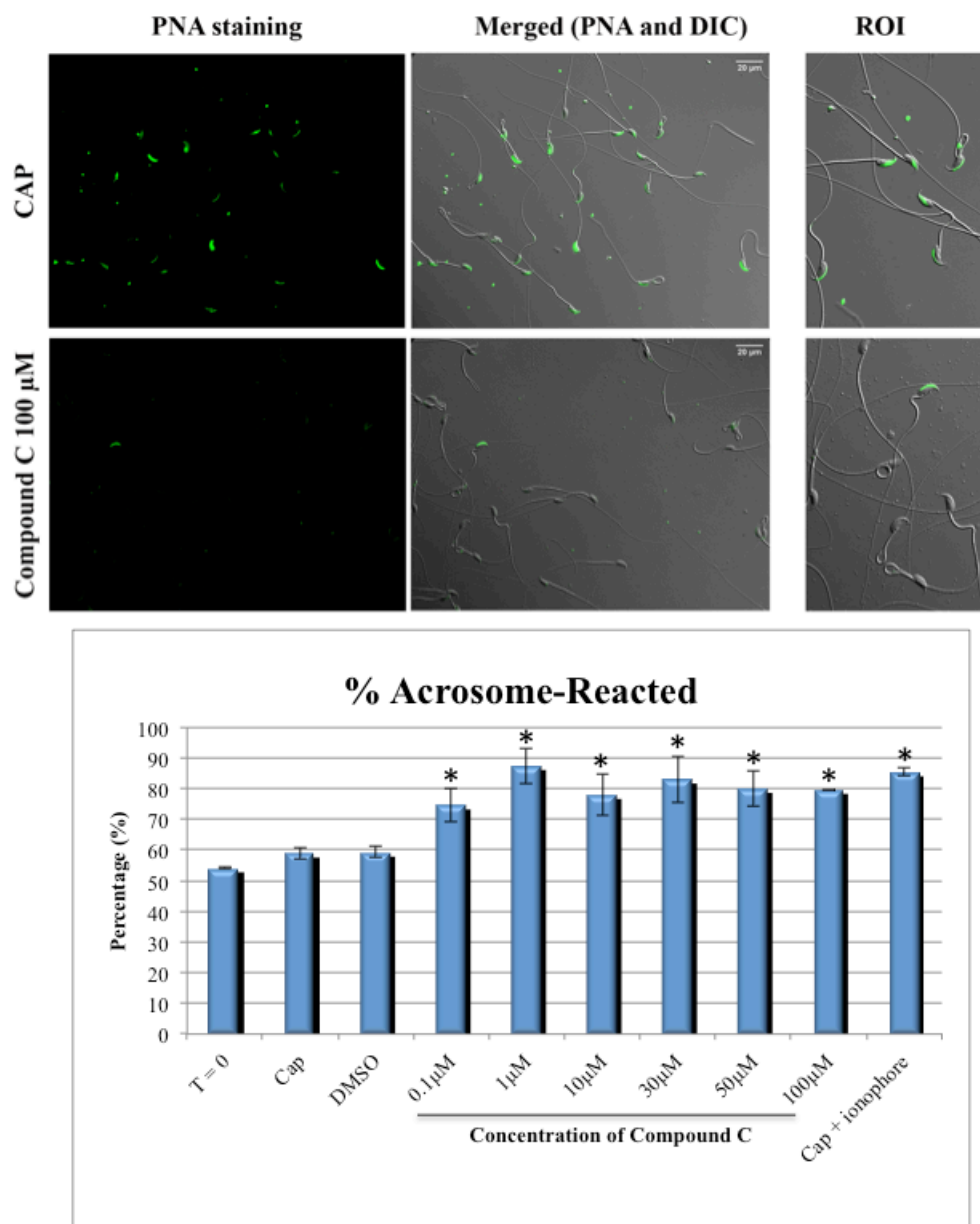 PNA staining
Merged (PNA and DIC)
ROI
CAP
20 µm
Compound C 100 µM
20 µm
% Acrosome-Reacted
Percentage (%)
100
90
80
70
60
50
40
30
20
10
0
* * * * * * *
T = 0
Cap
DMSO
0.1µM
1µM
10µM
30µM
50µM
100µM
Cap + ionophore
Concentration of Compound C